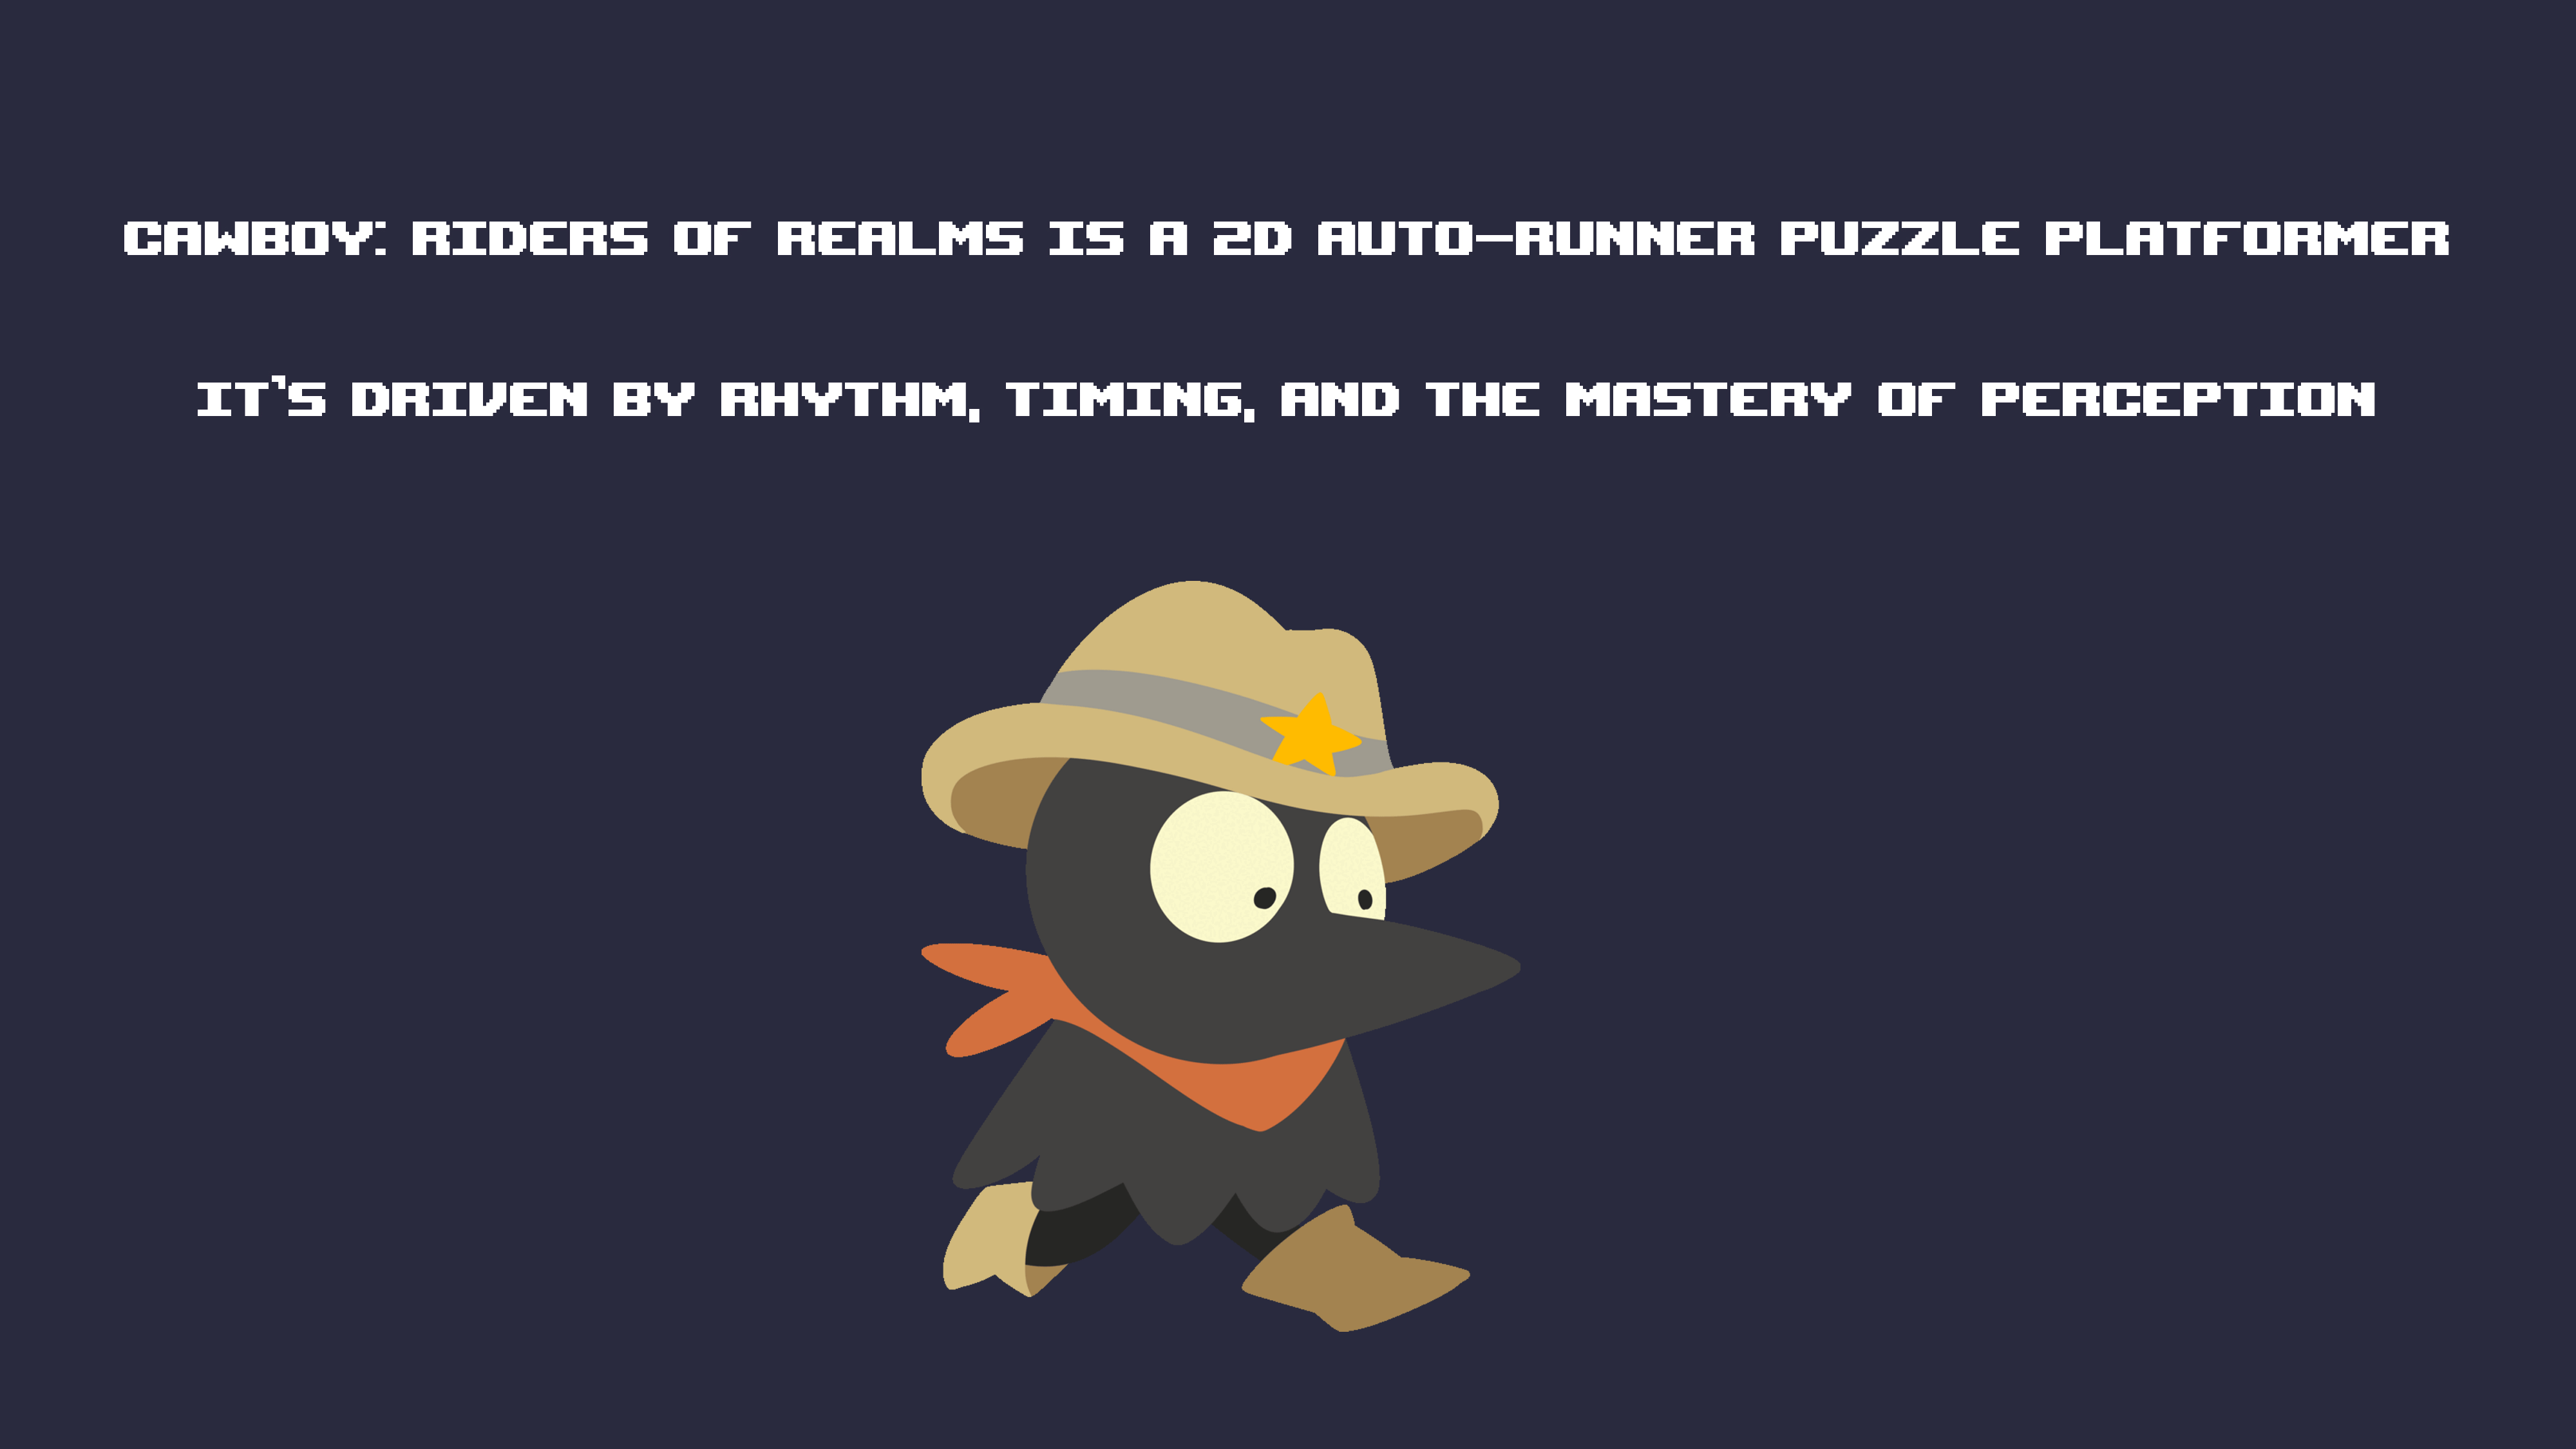 CAWBOY: RIDERS OF REALMS IS A 2D AUTO-RUNNER PUZZLE PLATFORMER
IT'S DRIVEN BY RHYTHM, TIMING, AND THE MASTERY OF PERCEPTION